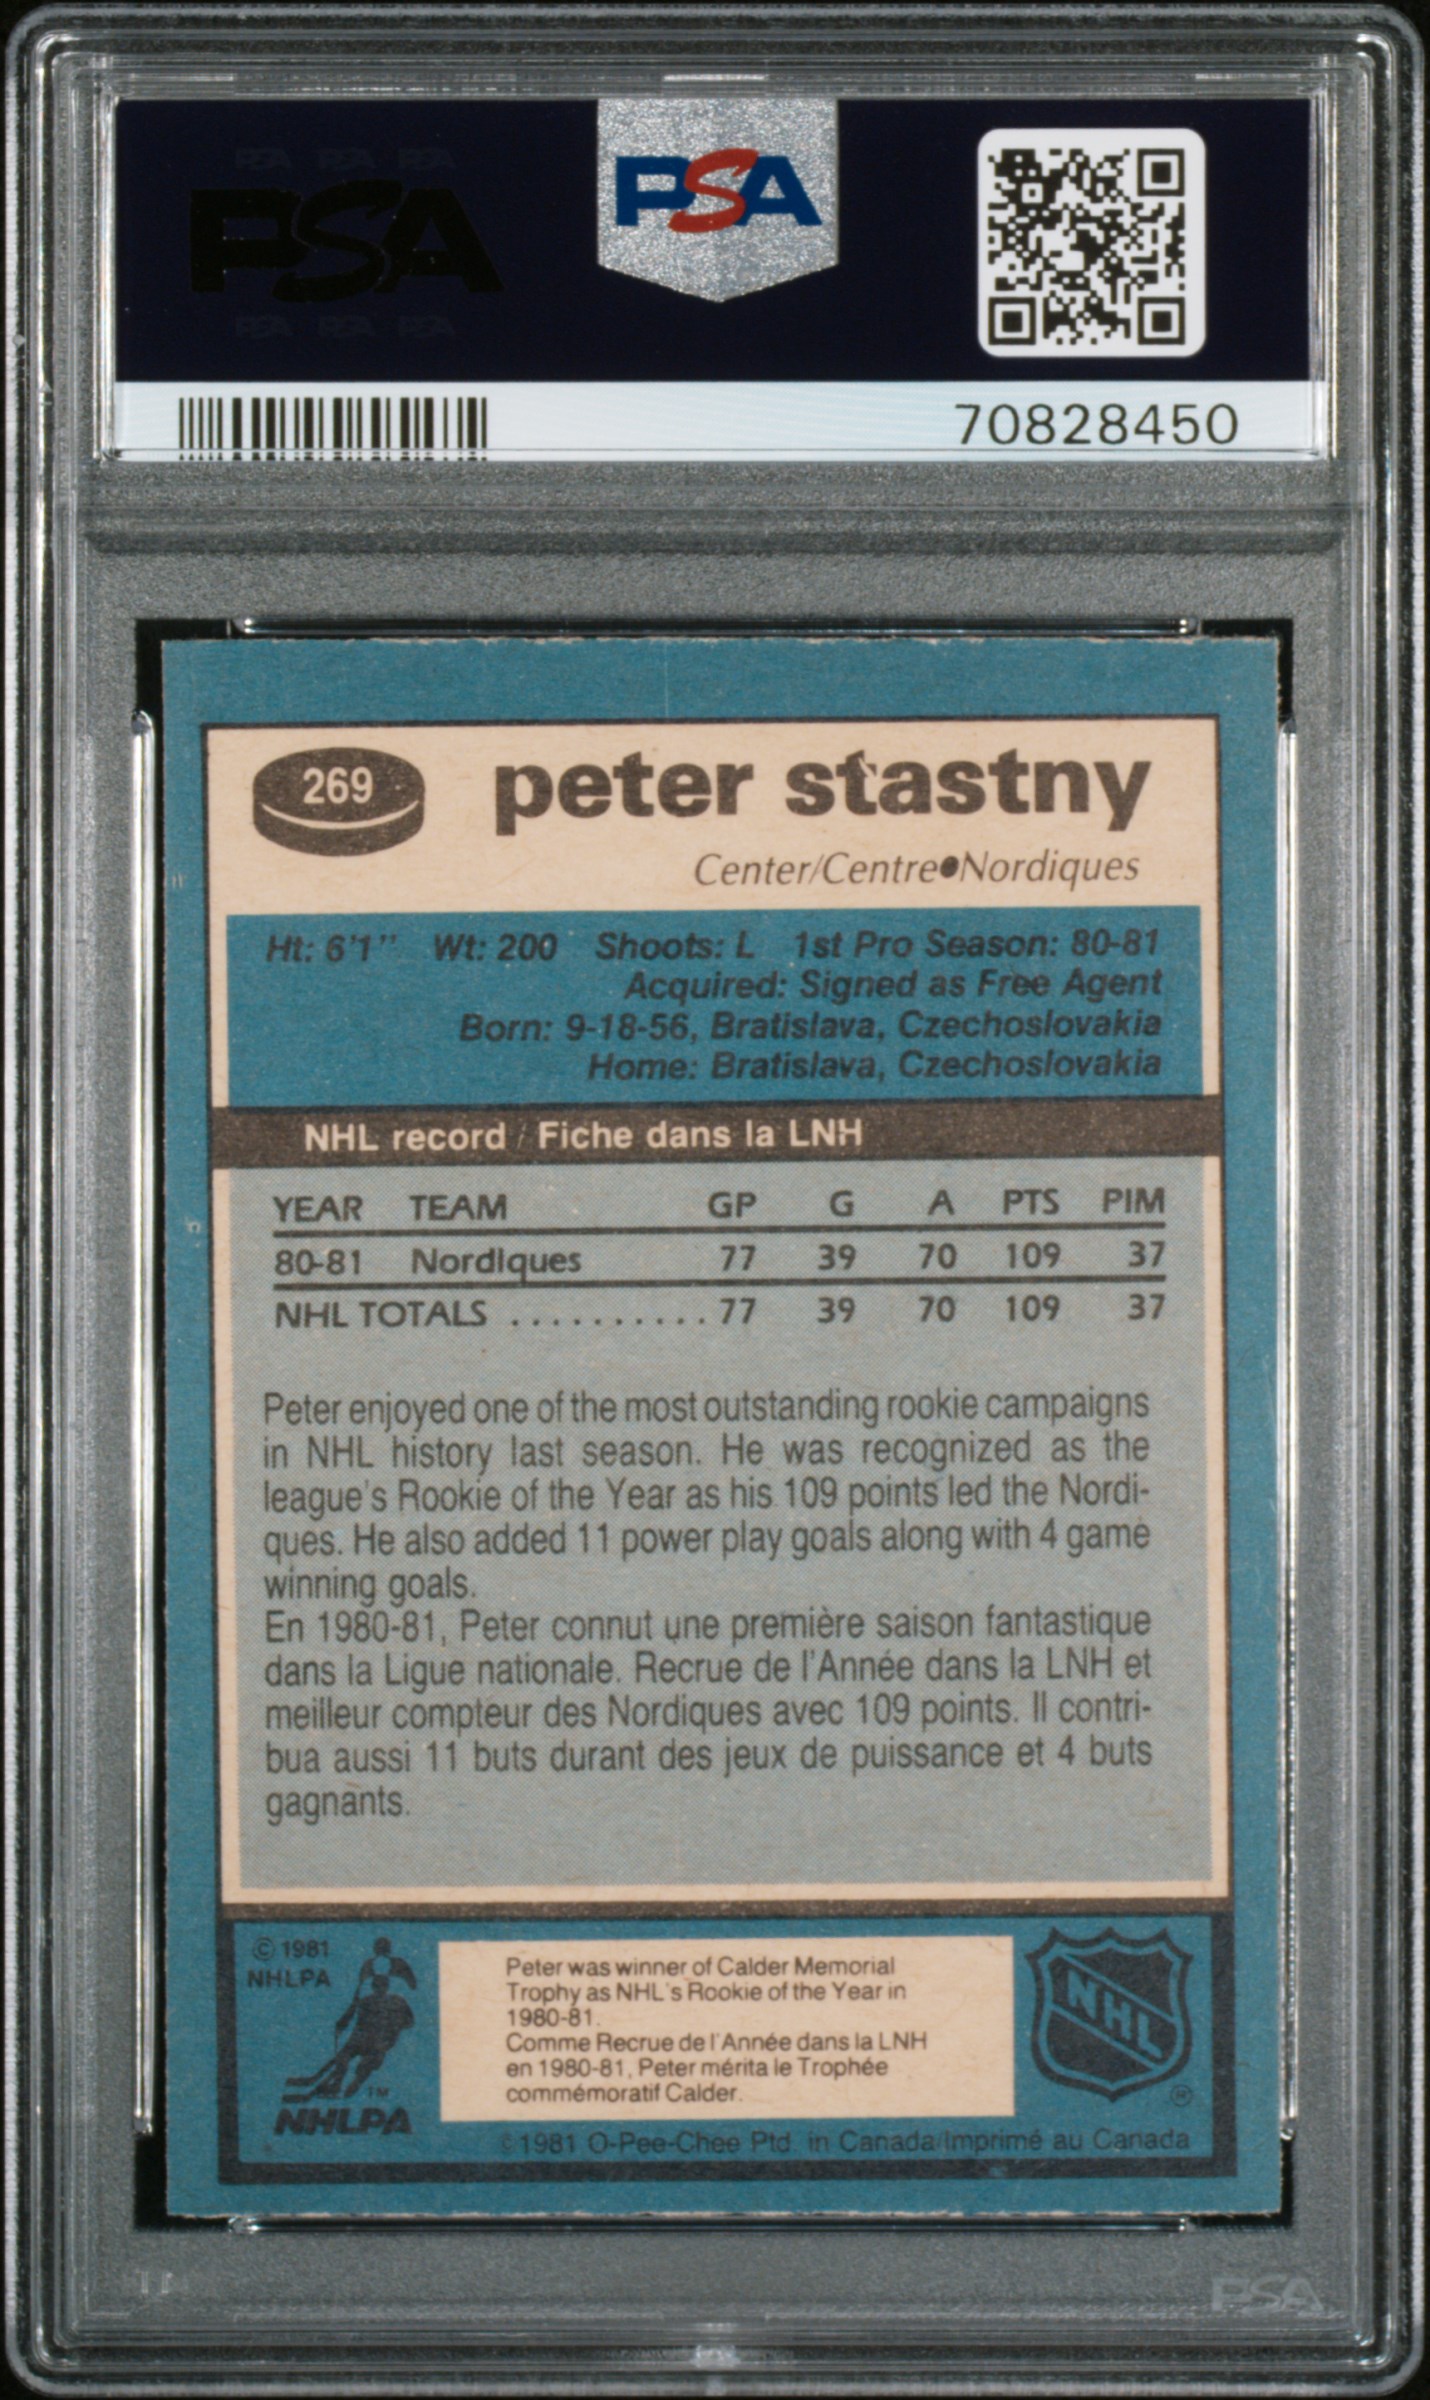 PSA PSA PSA
PSA
PSA PSA PSA
PSA
70828450
269
peter stastny
Center/Centre●Nordiques
Ht: 6'1" Wt: 200 Shoots: L 1st Pro Season: 80-81
Acquired: Signed as Free Agent
Born: 9-18-56, Bratislava, Czechoslovakia
Home: Bratislava, Czechoslovakia
NHL record / Fiche dans la LNH
YEAR TEAM GP G A PTS PIM
80-81 Nordiques 77 39 70 109 37
NHL TOTALS .......... 77 39 70 109 37
Peter enjoyed one of the most outstanding rookie campaigns
in NHL history last season. He was recognized as the
league's Rookie of the Year as his 109 points led the Nordi-
ques. He also added 11 power play goals along with 4 game
winning goals.
En 1980-81, Peter connut une première saison fantastique
dans la Ligue nationale. Recrue de l'Année dans la LNH et
meilleur compteur des Nordiques avec 109 points. Il contri-
bua aussi 11 buts durant des jeux de puissance et 4 buts
gagnants.
© 1981
NHLPA
TM
NHLPA
Peter was winner of Calder Memorial
Trophy as NHL's Rookie of the Year in
1980-81.
Comme Recrue de l'Année dans la LNH
en 1980-81, Peter mérita le Trophée
commémoratif Calder.
NHL
®
© 1981 O-Pee-Chee Ptd. in Canada/Imprimé au Canada
PSA